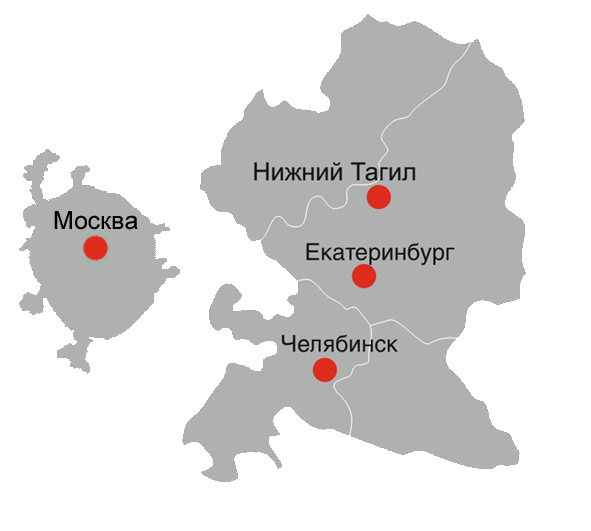 Нижний Тагил
Москва
Екатеринбург
Челябинск